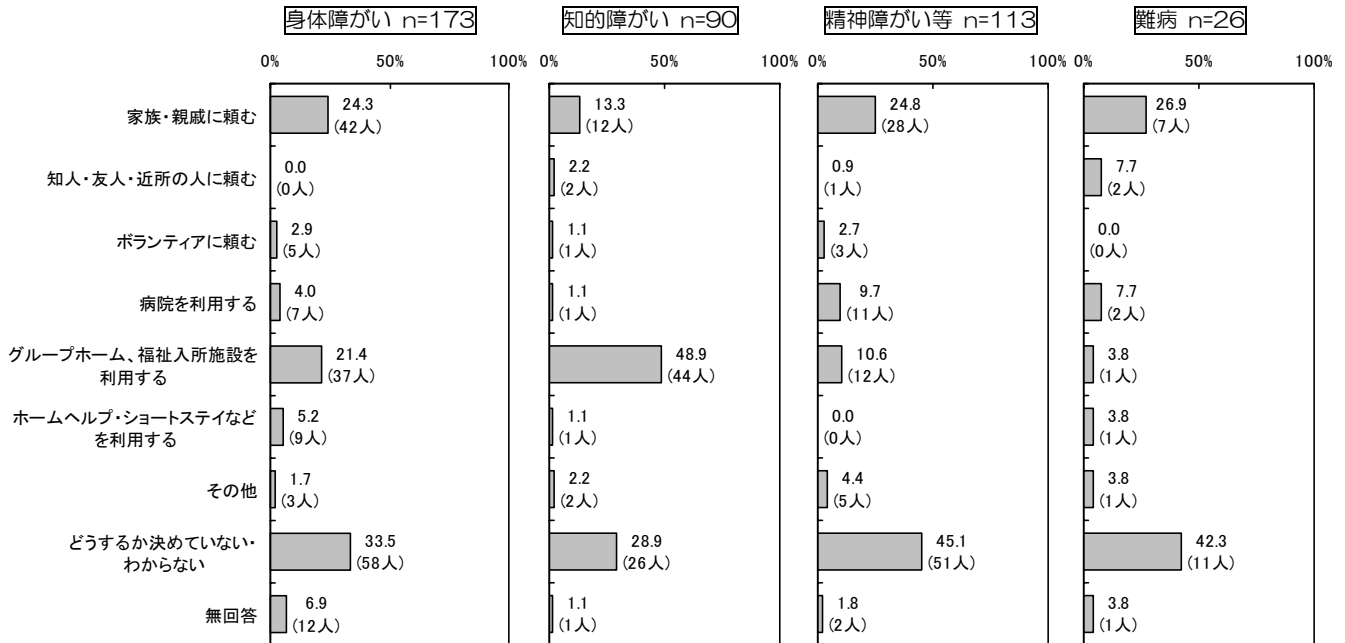 身体障がい n=173
知的障がい n=90
精神障がい等 n=113
難病 n=26
0% 50% 100%
0% 50% 100%
0% 50% 100%
0% 50% 100%
家族・親戚に頼む
24.3
(42人)
13.3
(12人)
24.8
(28人)
26.9
(7人)
知人・友人・近所の人に頼む
0.0
(0人)
2.2
(2人)
0.9
(1人)
7.7
(2人)
ボランティアに頼む
2.9
(5人)
1.1
(1人)
2.7
(3人)
0.0
(0人)
病院を利用する
4.0
(7人)
1.1
(1人)
9.7
(11人)
7.7
(2人)
グループホーム、福祉入所施設を
利用する
21.4
(37人)
48.9
(44人)
10.6
(12人)
3.8
(1人)
ホームヘルプ・ショートステイなど
を利用する
5.2
(9人)
1.1
(1人)
0.0
(0人)
3.8
(1人)
その他
1.7
(3人)
2.2
(2人)
4.4
(5人)
3.8
(1人)
どうするか決めていない・
わからない
33.5
(58人)
28.9
(26人)
45.1
(51人)
42.3
(11人)
無回答
6.9
(12人)
1.1
(1人)
1.8
(2人)
3.8
(1人)